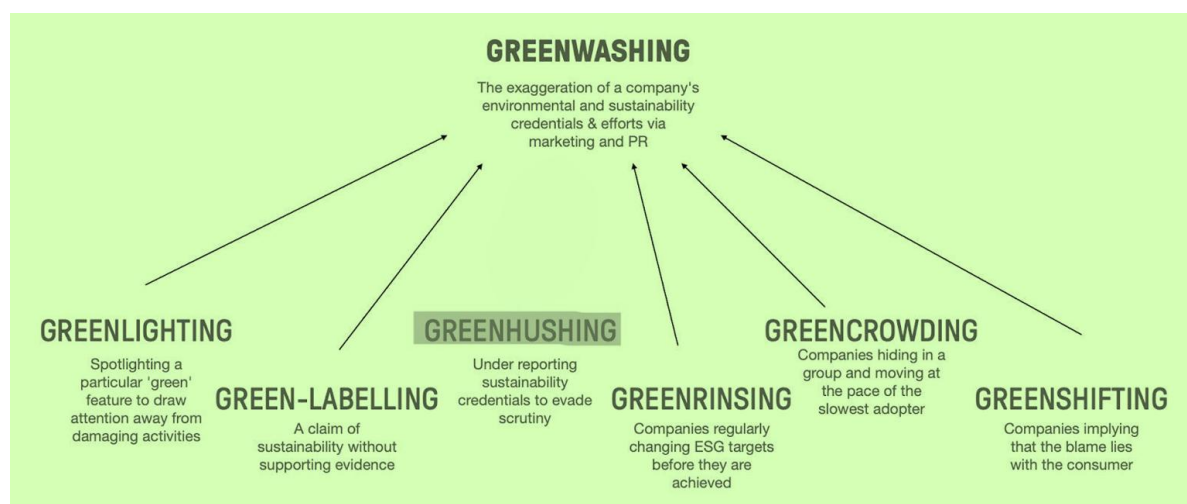 GREENWASHING
The exaggeration of a company's
environmental and sustainability
credentials & efforts via
marketing and PR
GREENLIGHTING
Spotlighting a
particular 'green'
feature to draw
attention away from
damaging activities
GREEN-LABELLING
A claim of
sustainability without
supporting evidence
GREENHUSHING
Under reporting
sustainability
credentials to evade
scrutiny
GREENRINSING
Companies regularly
changing ESG targets
before they are
achieved
GREENCROWDING
Companies hiding in a
group and moving at
the pace of the
slowest adopter
GREENSHIFTING
Companies implying
that the blame lies
with the consumer